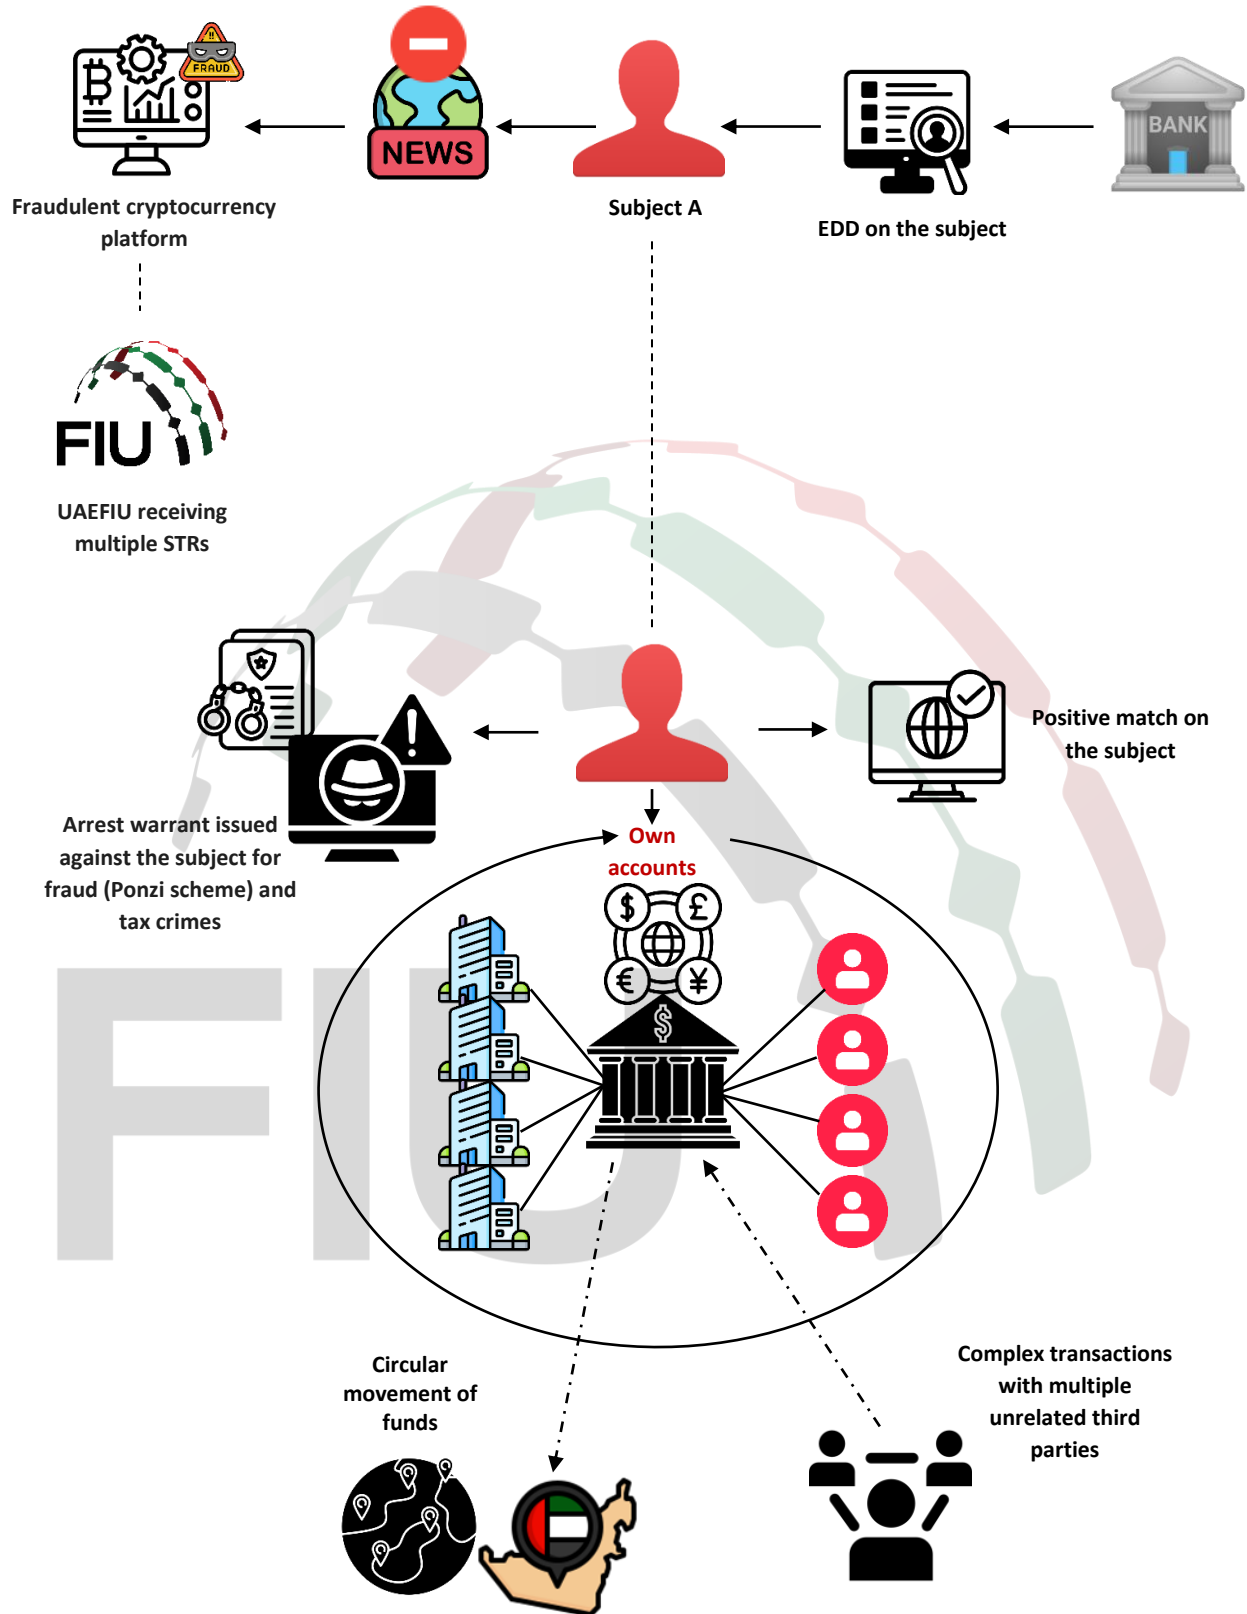 FRAUD
NEWS
BANK
Fraudulent cryptocurrency
platform
Subject A
EDD on the subject
FIU
UAEFIU receiving
multiple STRs
Positive match on
the subject
Arrest warrant issued
against the subject for
fraud (Ponzi scheme) and
tax crimes
Own
accounts
$ £
€ ¥
$
FIU
Circular
movement of
funds
Complex transactions
with multiple
unrelated third
parties